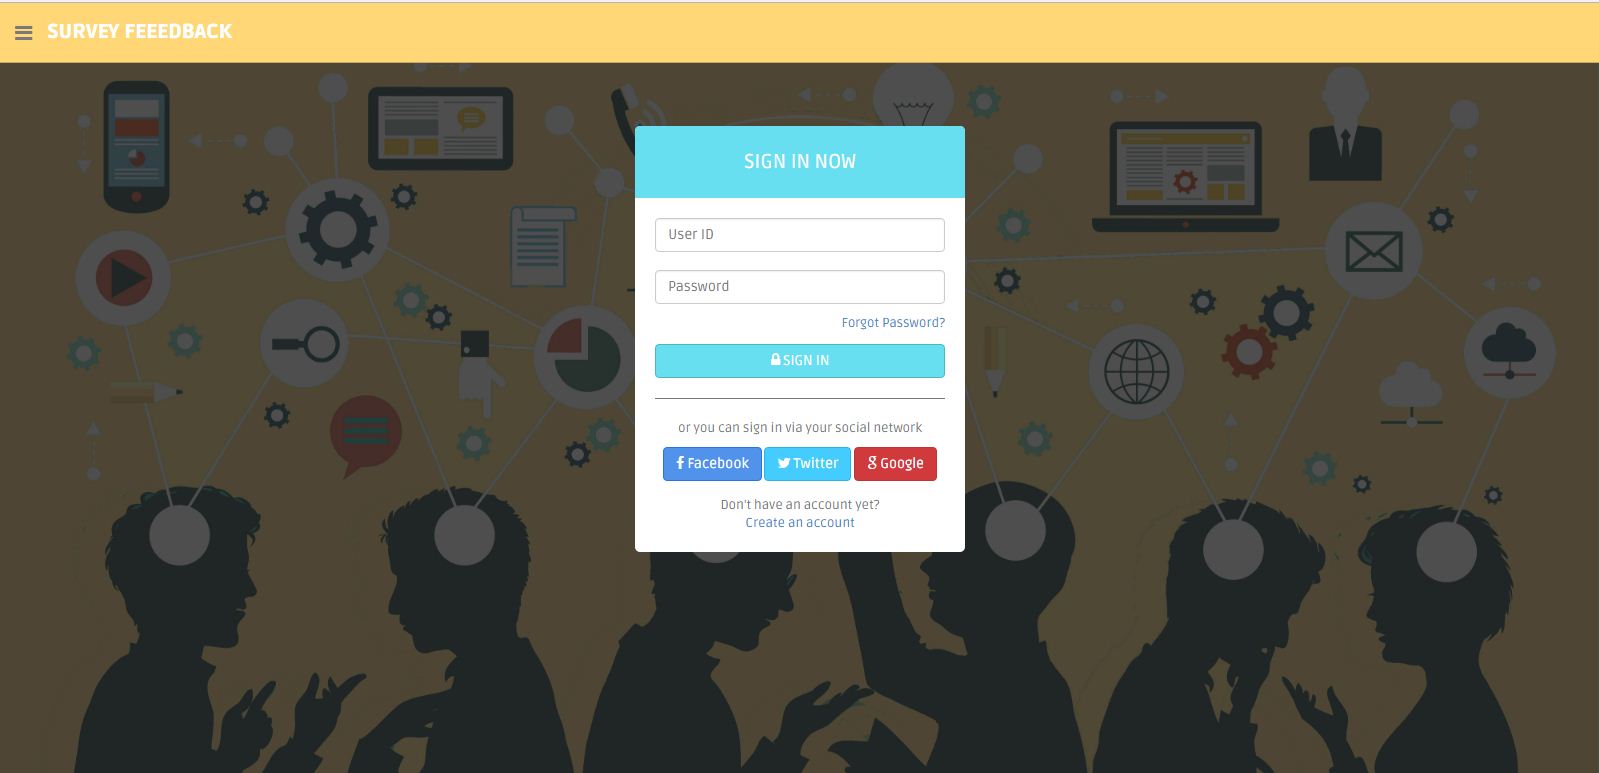 SURVEY FEEEDBACK
SIGN IN NOW
User ID
Password
Forgot Password?
SIGN IN
or you can sign in via your social network
Facebook Twitter Google
Don't have an account yet?
Create an account